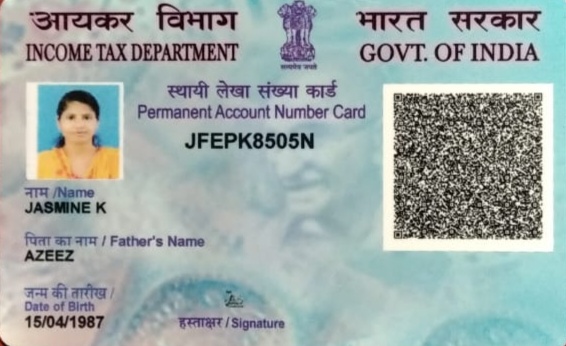 आयकर विभाग
INCOME TAX DEPARTMENT
सत्यमेव जयते
भारत सरकार
GOVT. OF INDIA
स्थायी लेखा संख्या कार्ड
Permanent Account Number Card
JFEPK8505N
नाम /Name
JASMINE K
पिता का नाम / Father's Name
AZEEZ
जन्म की तारीख /
Date of Birth
15/04/1987
हस्ताक्षर / Signature